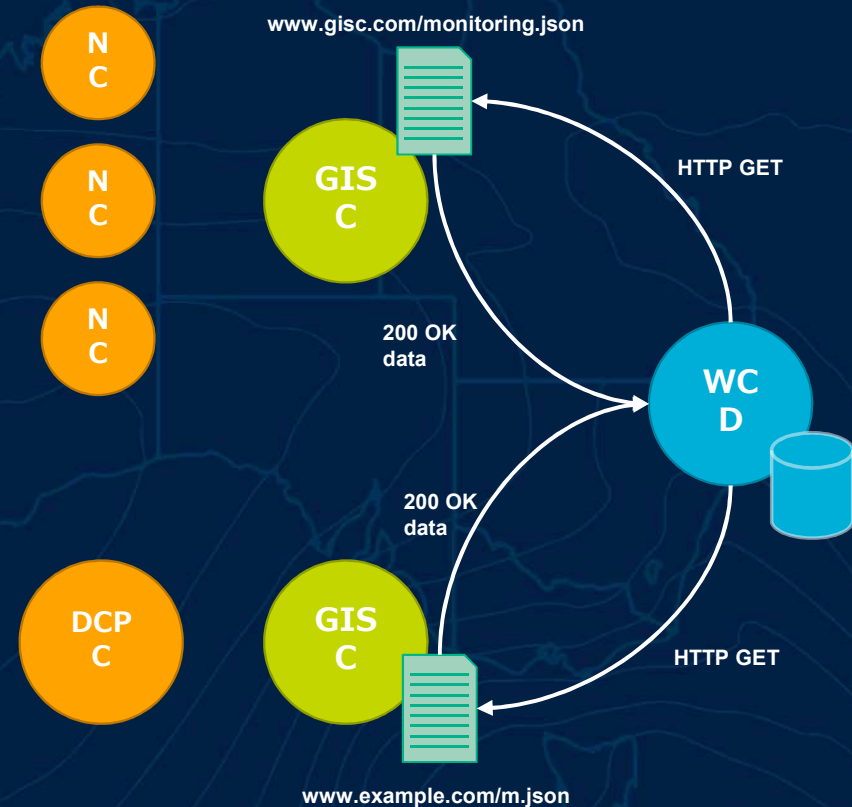 www.gisc.com/monitoring.json
N
C
GIS
C
HTTP GET
N
C
N
C
200 OK
data
WC
D
200 OK
data
DCP
C
GIS
C
HTTP GET
www.example.com/m.json